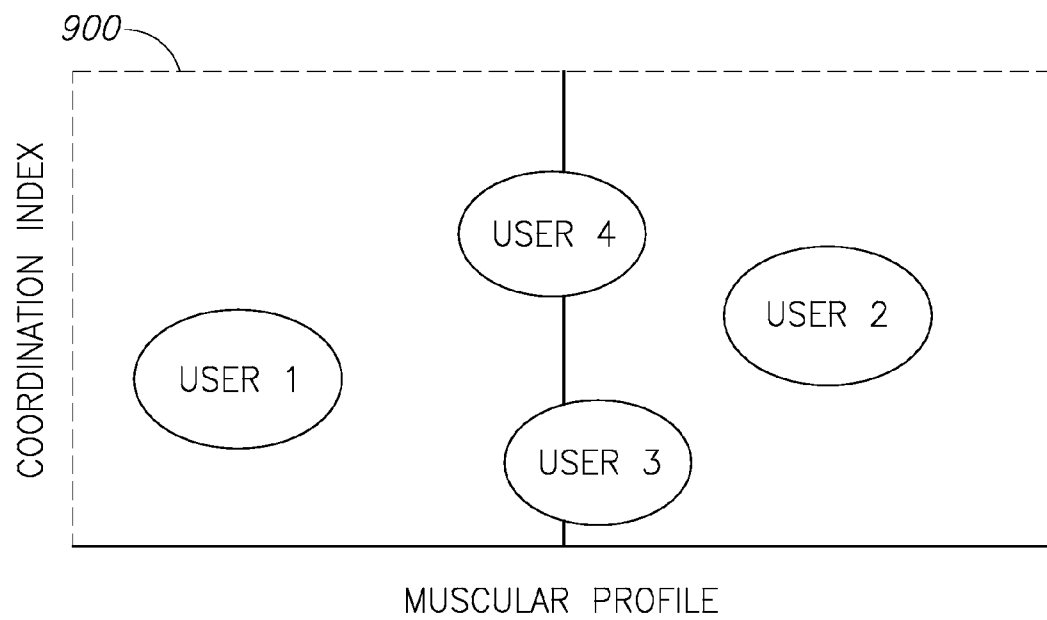 900
COORDINATION INDEX
USER 4
USER 2
USER 1
USER 3
MUSCULAR PROFILE